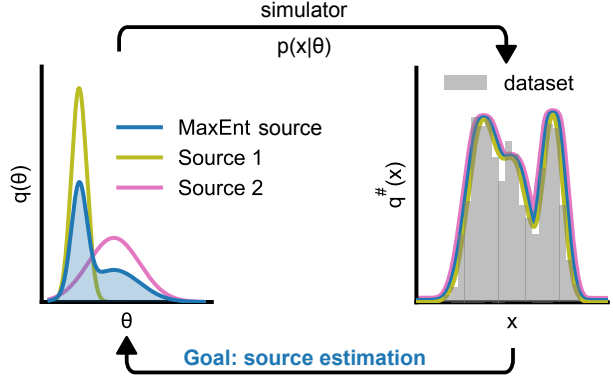 simulator
p(x|θ)
MaxEnt source
Source 1
Source 2
q(θ)
θ
dataset
q#(x)
x
Goal: source estimation